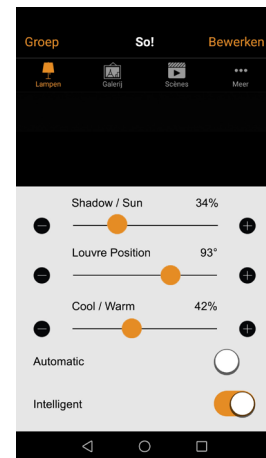 Groep So! Bewerken
Lampen Galerij Scènes Meer
Shadow / Sun 34%
Louvre Position 93°
Cool / Warm 42%
Automatic
Intelligent